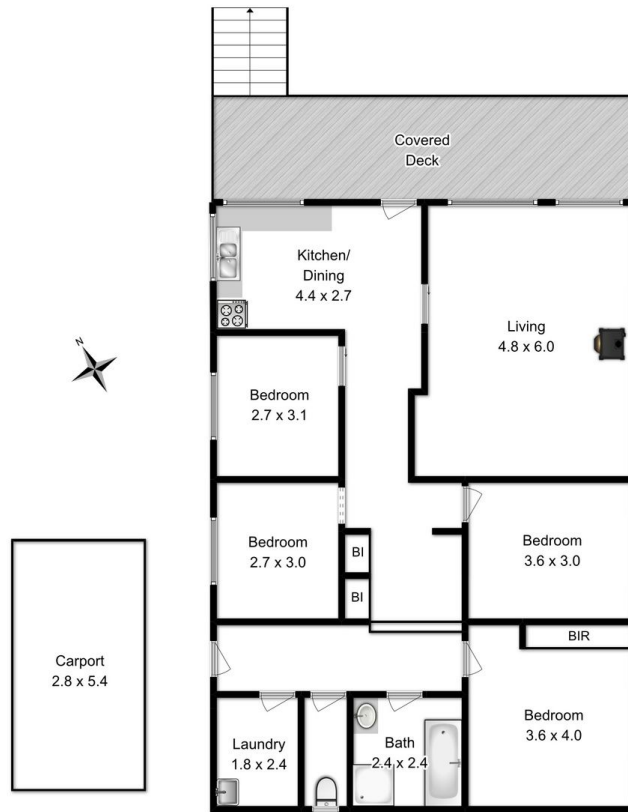 Covered
Deck
Kitchen/
Dining
4.4 x 2.7
Living
4.8 x 6.0
N
Bedroom
2.7 x 3.1
Bedroom
2.7 x 3.0
BI
BI
Bedroom
3.6 x 3.0
BIR
Carport
2.8 x 5.4
Bedroom
3.6 x 4.0
Laundry
1.8 x 2.4
Bath
2.4 x 2.4